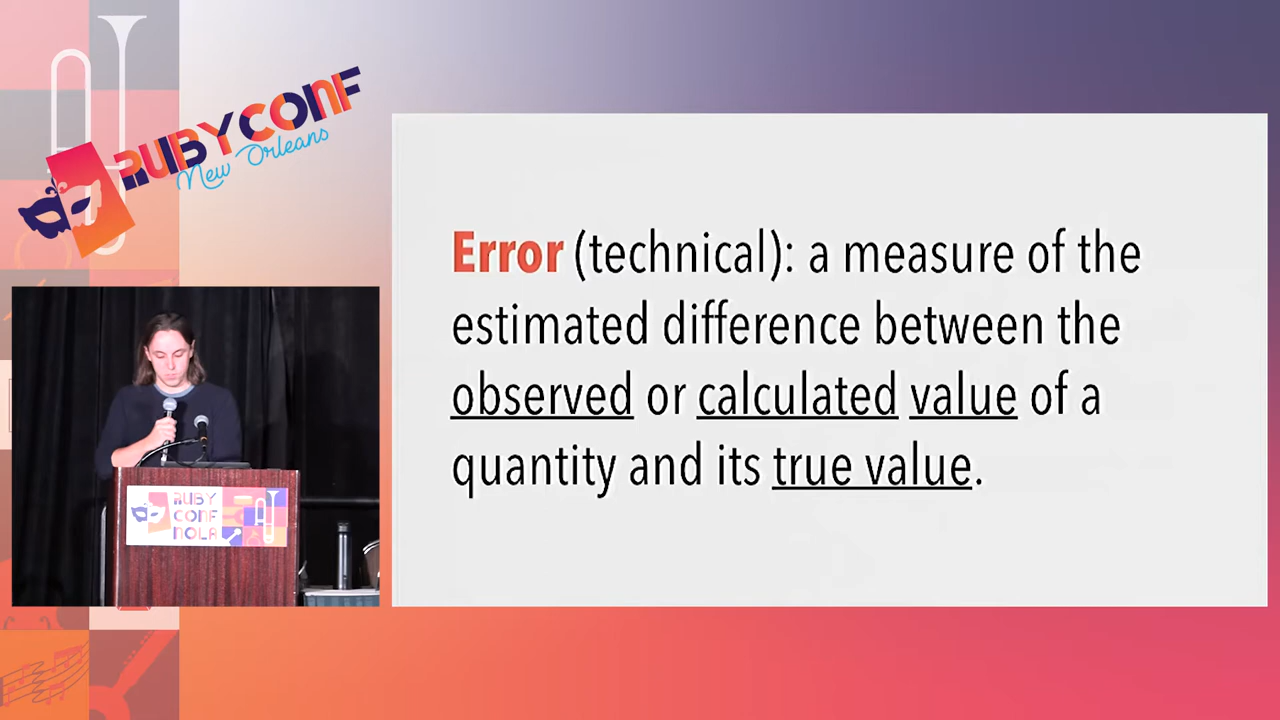 RUBYCONF
New Orleans
Error (technical): a measure of the
estimated difference between the
observed or calculated value of a
quantity and its true value.
RUBY
CONF
NOLA